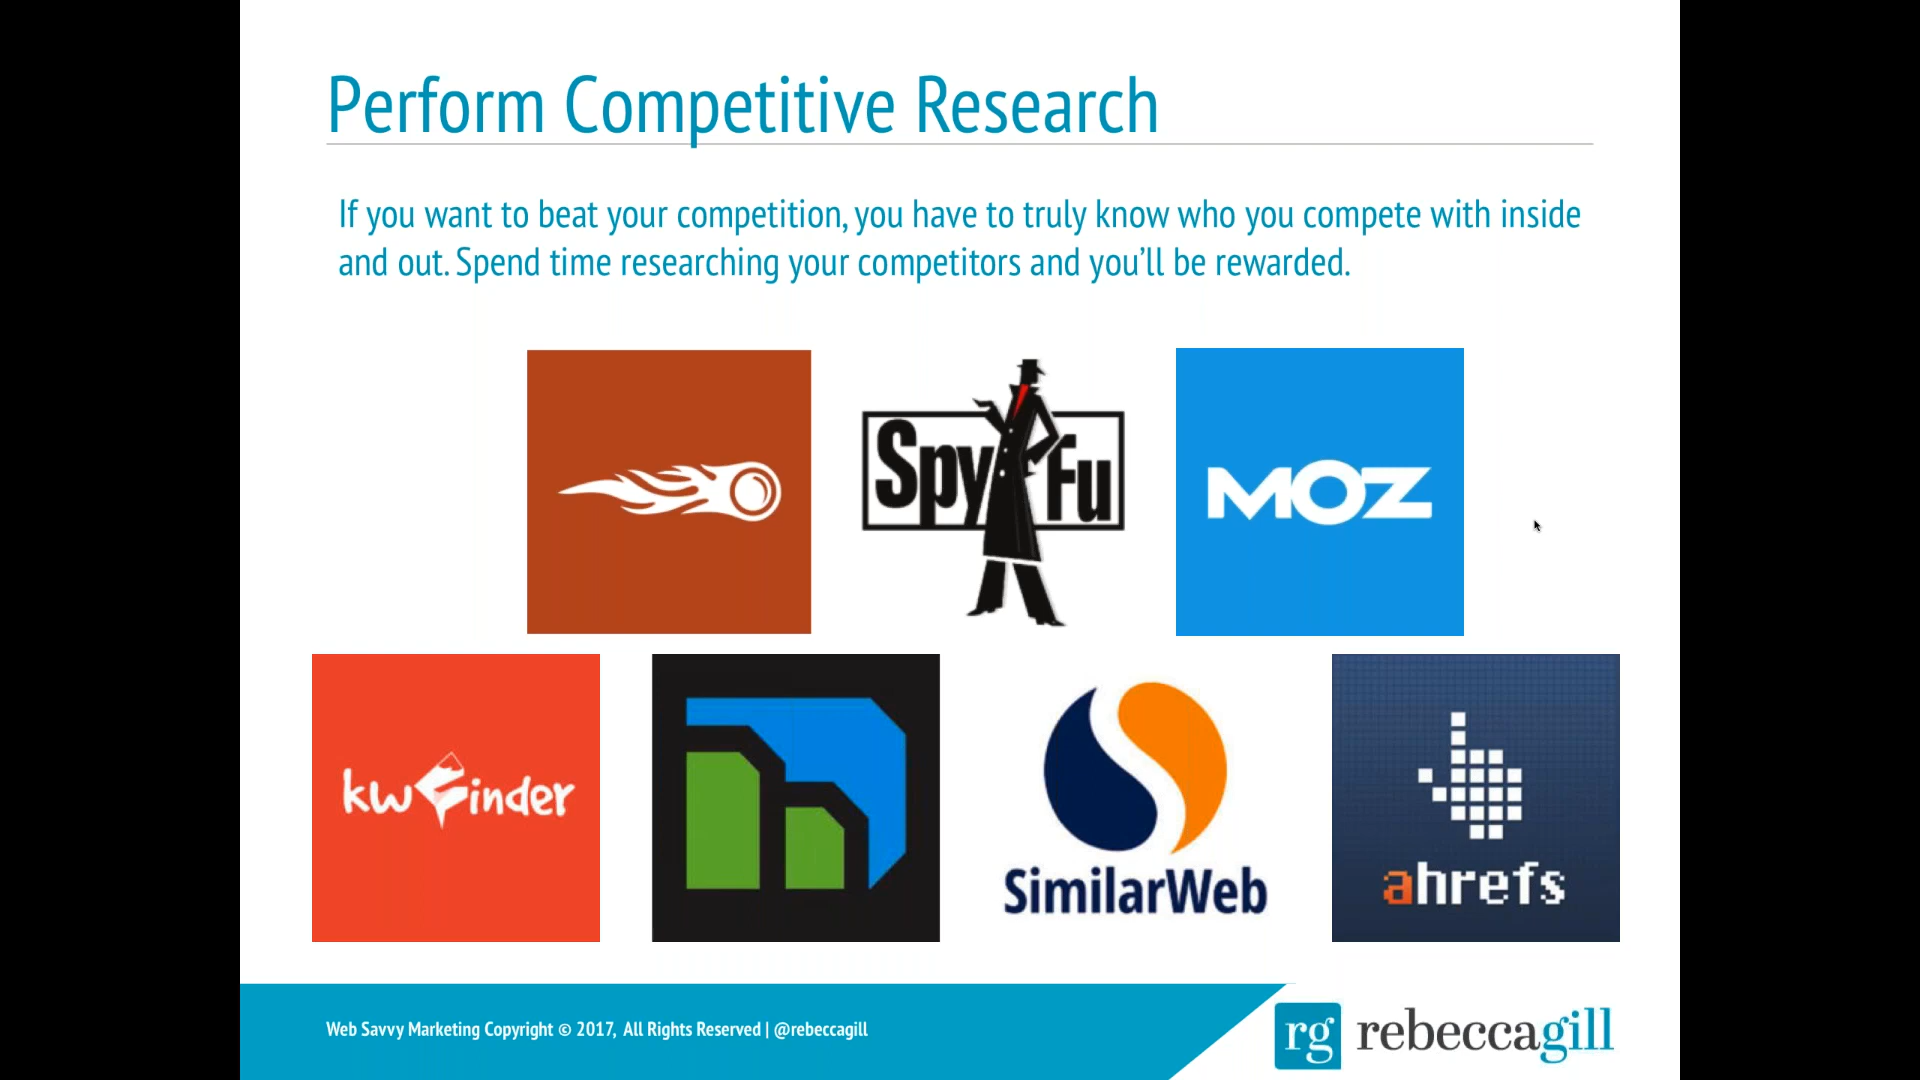 Perform Competitive Research
If you want to beat your competition, you have to truly know who you compete with inside
and out. Spend time researching your competitors and you’ll be rewarded.
SpyFu
MOZ
kwfinder
SimilarWeb
ahrefs
Web Savvy Marketing Copyright © 2017, All Rights Reserved | @rebeccagill
rg rebeccagill